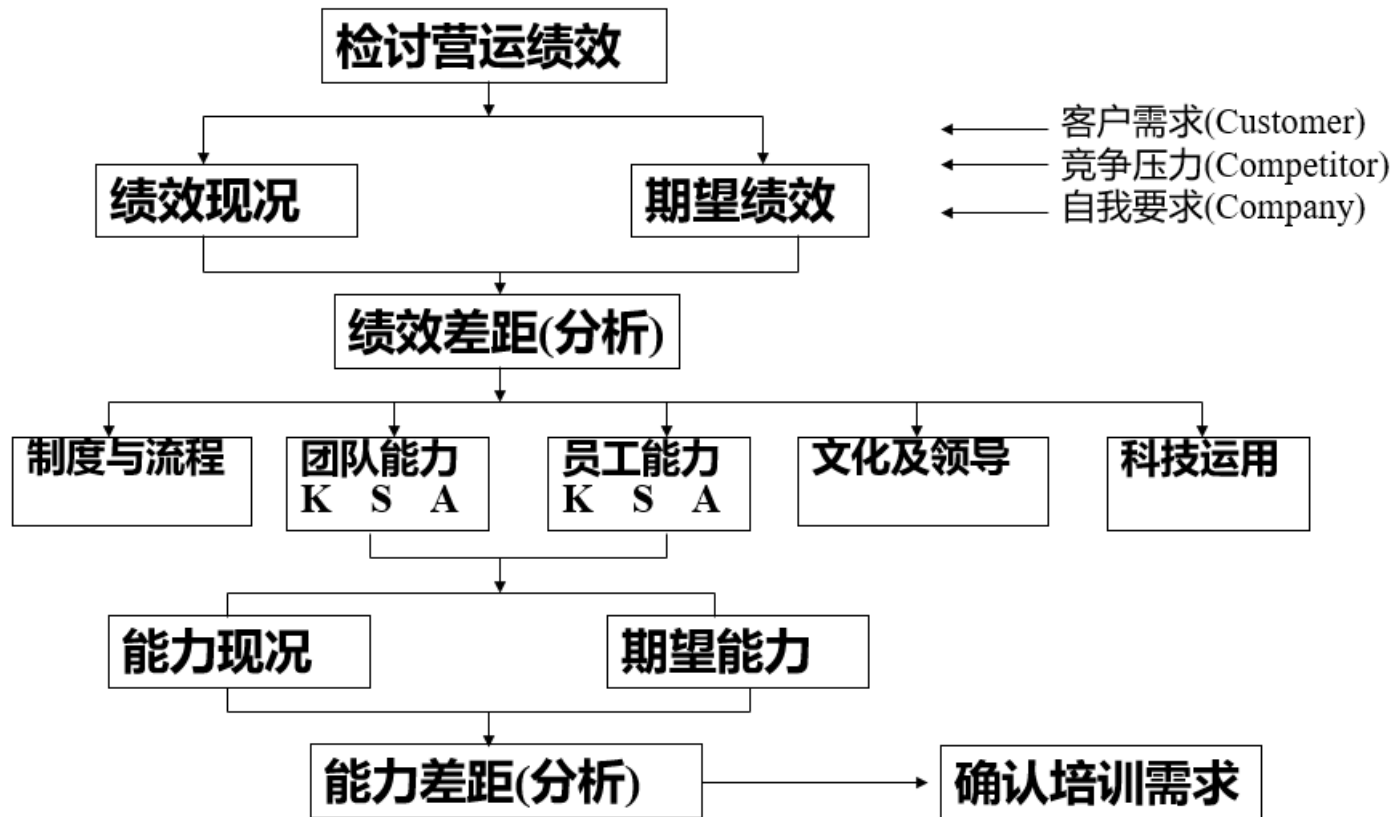 检讨营运绩效
客户需求(Customer)
绩效现况
期望绩效
竞争压力(Competitor)
自我要求(Company)
绩效差距(分析)
制度与流程
团队能力
K S A
员工能力
K S A
文化及领导
科技运用
能力现况
期望能力
能力差距(分析)
确认培训需求